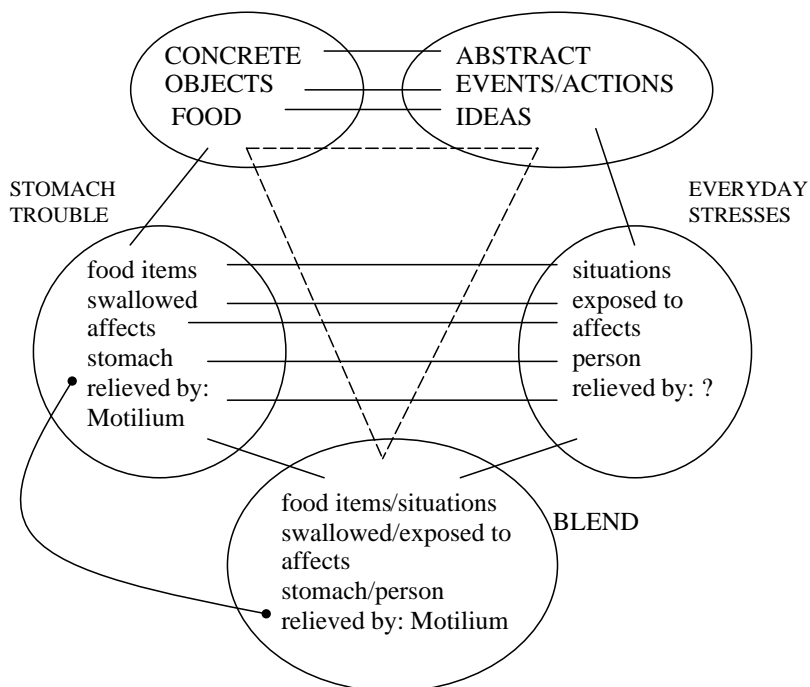 CONCRETE
OBJECTS
FOOD
ABSTRACT
EVENTS/ACTIONS
IDEAS
STOMACH
TROUBLE
EVERYDAY
STRESSES
food items
swallowed
affects
stomach
relieved by:
Motilium
situations
exposed to
affects
person
relieved by: ?
food items/situations
swallowed/exposed to
affects
stomach/person
relieved by: Motilium
BLEND